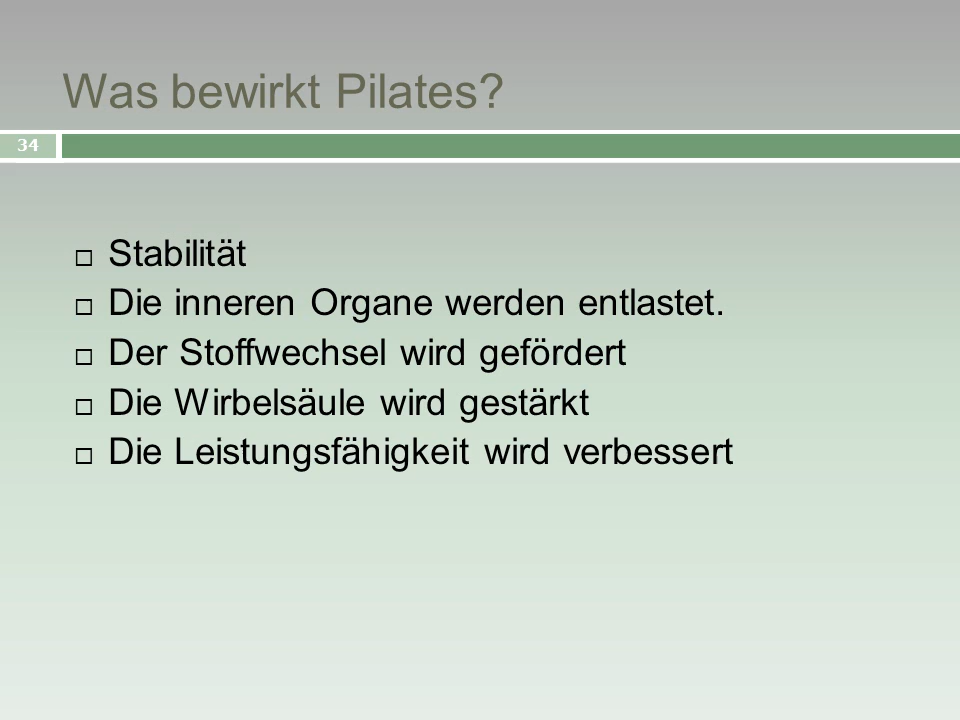 Was bewirkt Pilates?
34
Stabilität
Die inneren Organe werden entlastet.
Der Stoffwechsel wird gefördert
Die Wirbelsäule wird gestärkt
Die Leistungsfähigkeit wird verbessert